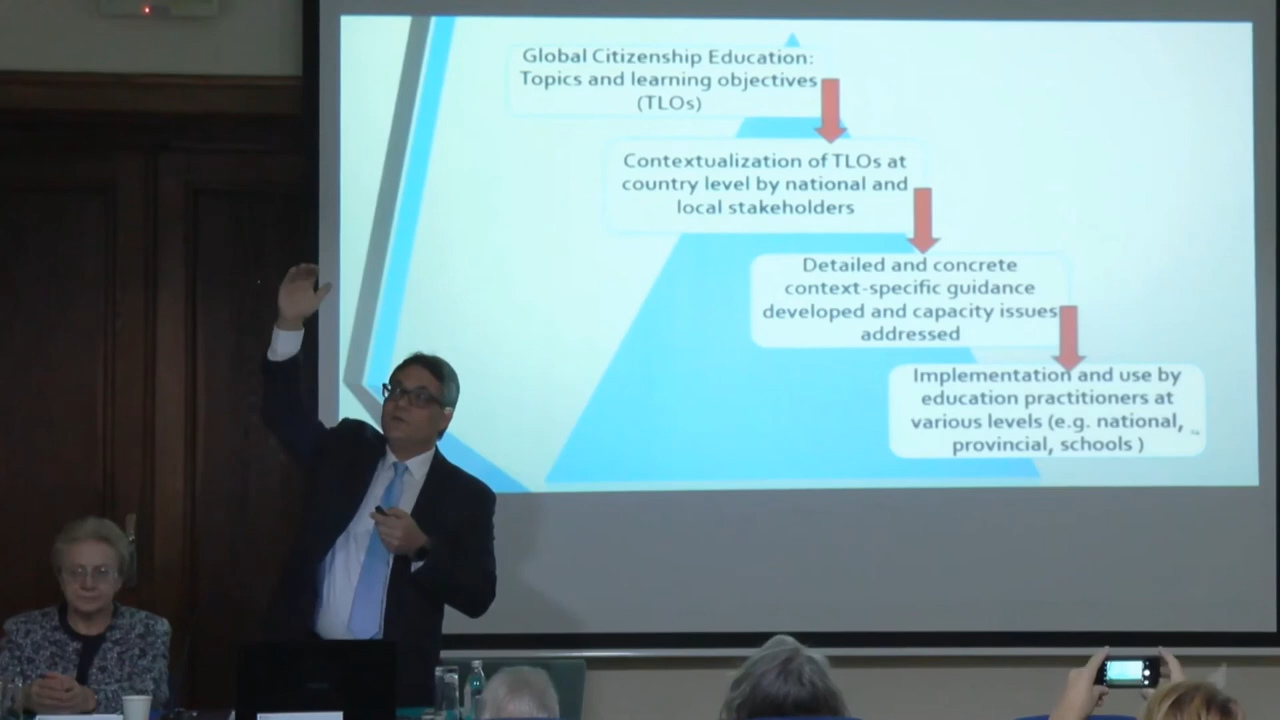 Global Citizenship Education:
Topics and learning objectives
(TLOs)
Contextualization of TLOs at
country level by national and
local stakeholders
Detailed and concrete
context-specific guidance
developed and capacity issues
addressed
Implementation and use by
education practitioners at
various levels (e.g. national,
provincial, schools )